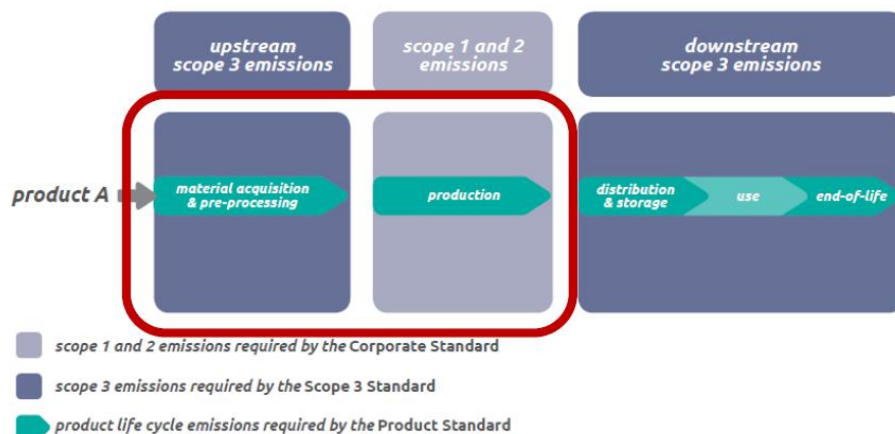 upstream
scope 3 emissions
scope 1 and 2
emissions
downstream
scope 3 emissions
product A
material acquisition
& pre-processing
production
distribution
& storage
use
end-of-life
scope 1 and 2 emissions required by the Corporate Standard
scope 3 emissions required by the Scope 3 Standard
product life cycle emissions required by the Product Standard